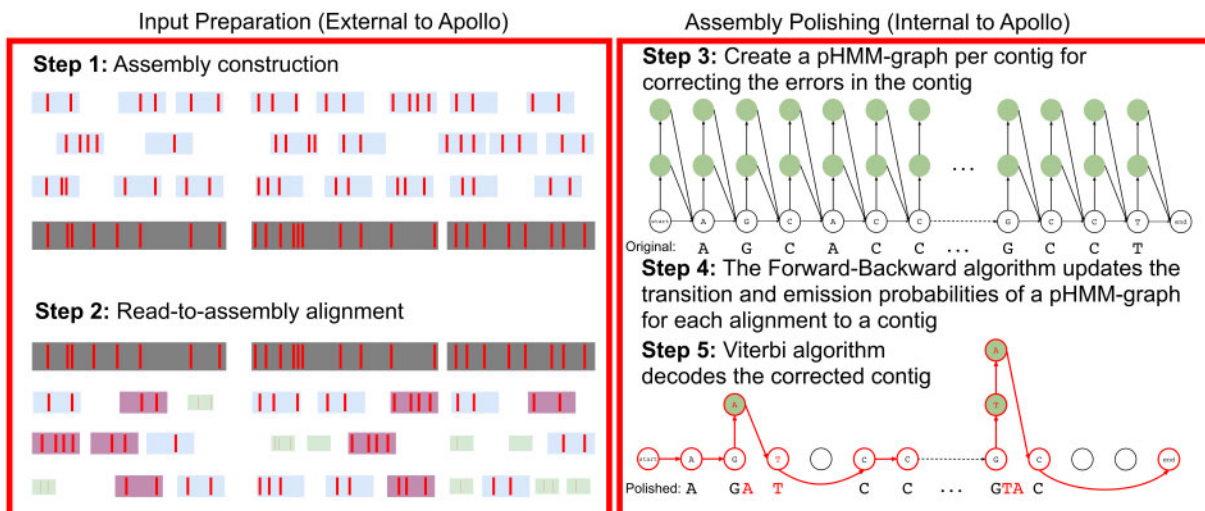 Input Preparation (External to Apollo)
Step 1: Assembly construction
Step 2: Read-to-assembly alignment
Assembly Polishing (Internal to Apollo)
Step 3: Create a pHMM-graph per contig for
correcting the errors in the contig
...
start A G C A C C G C C T end
Original: A G C A C C ... G C C T
Step 4: The Forward-Backward algorithm updates the
transition and emission probabilities of a pHMM-graph
for each alignment to a contig
Step 5: Viterbi algorithm
decodes the corrected contig
A
A T
start A G T C C G C end
Polished: A GA T C C ... GTA C